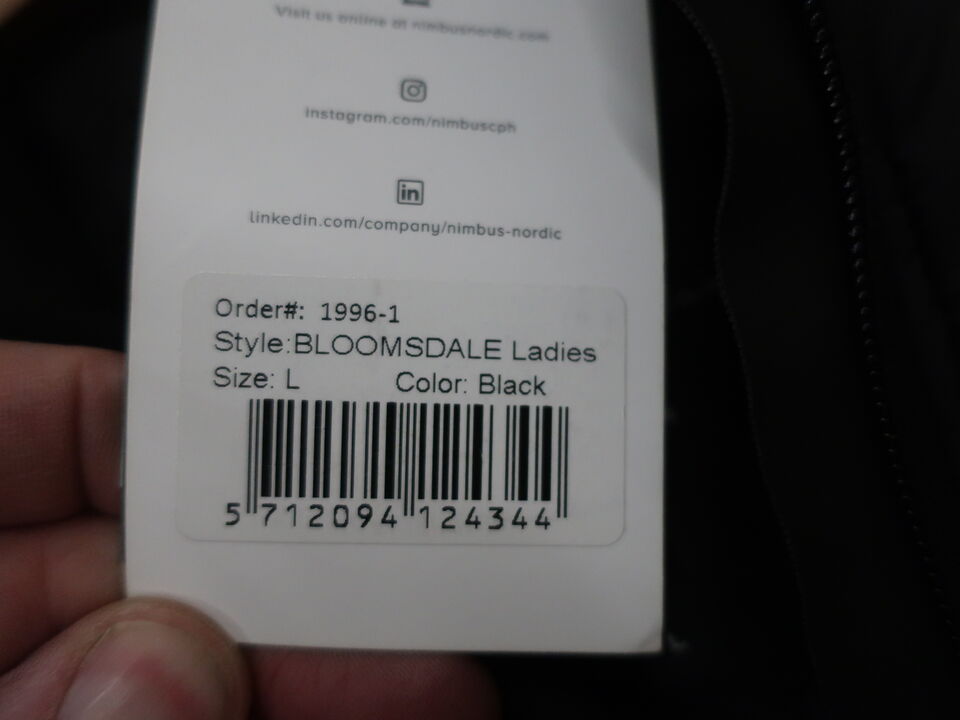 Visit us online at nimbusnordic.com
instagram.com/nimbuscph
in
linkedin.com/company/nimbus-nordic
Order#: 1996-1
Style:BLOOMSDALE Ladies
Size: L Color: Black
5 712094 124344